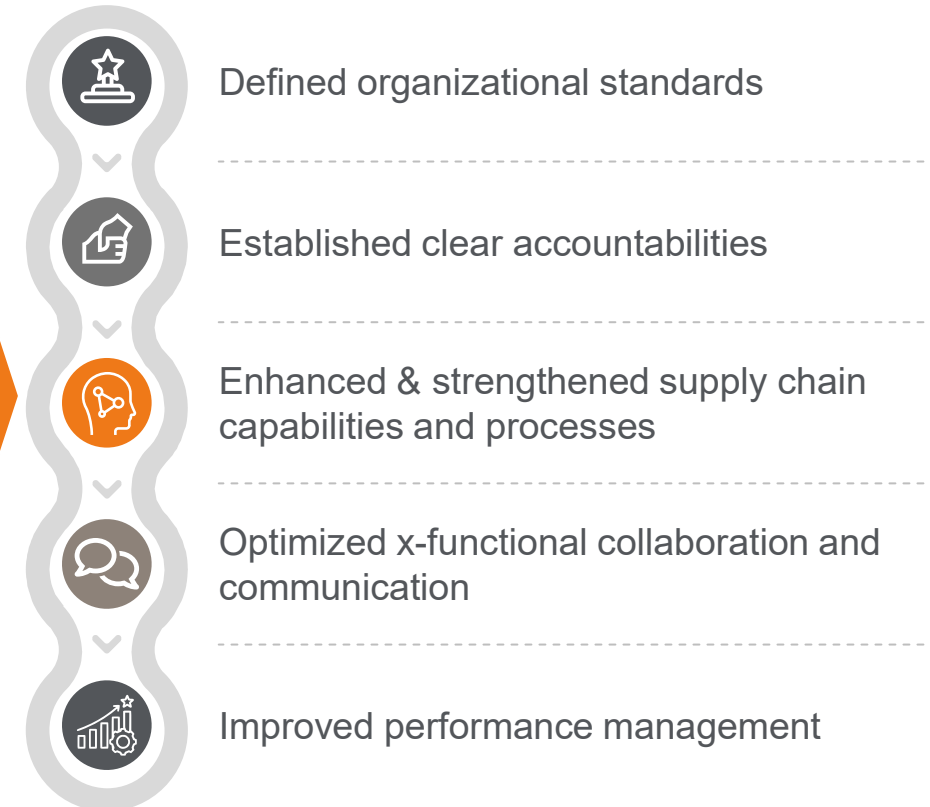 Defined organizational standards
Established clear accountabilities
Enhanced & strengthened supply chain
capabilities and processes
Optimized x-functional collaboration and
communication
Improved performance management